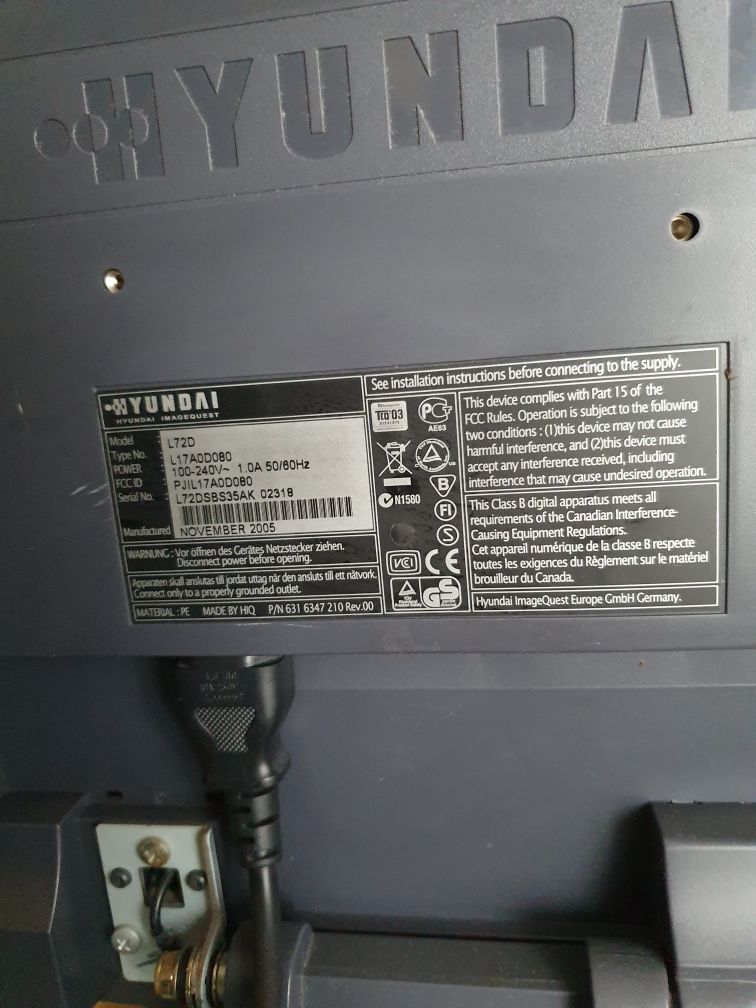 HYUNDAI
HYUNDAI
HYUNDAI IMAGEQUEST
Model L72D
Type No. L17A0D080
POWER 100-240V~ 1.0A 50/60Hz
FCC ID PJIL17A0D080
Serial No. L72DSBS35AK 02318
Manufactured NOVEMBER 2005
WARNUNG : Vor öffnen des Gerätes Netzstecker ziehen.
Disconnect power before opening.
Apparaten skall anslutas till jordat uttag när den ansluts till ett nätvork.
Connect only to a properly grounded outlet.
MATERIAL : PE MADE BY HIQ P/N 631 6347 210 Rev.00
See installation instructions before connecting to the supply.
TCO'03
DISPLAYS
AE63
N1580
B
FI
S
VCI
CE
GS
This device complies with Part 15 of the
FCC Rules. Operation is subject to the following
two conditions : (1)this device may not cause
harmful interference, and (2)this device must
accept any interference received, including
interference that may cause undesired operation.
This Class B digital apparatus meets all
requirements of the Canadian Interference-
Causing Equipment Regulations.
Cet appareil numérique de la classe B respecte
toutes les exigences du Règlement sur le matériel
brouilleur du Canada.
Hyundai ImageQuest Europe GmbH Germany.